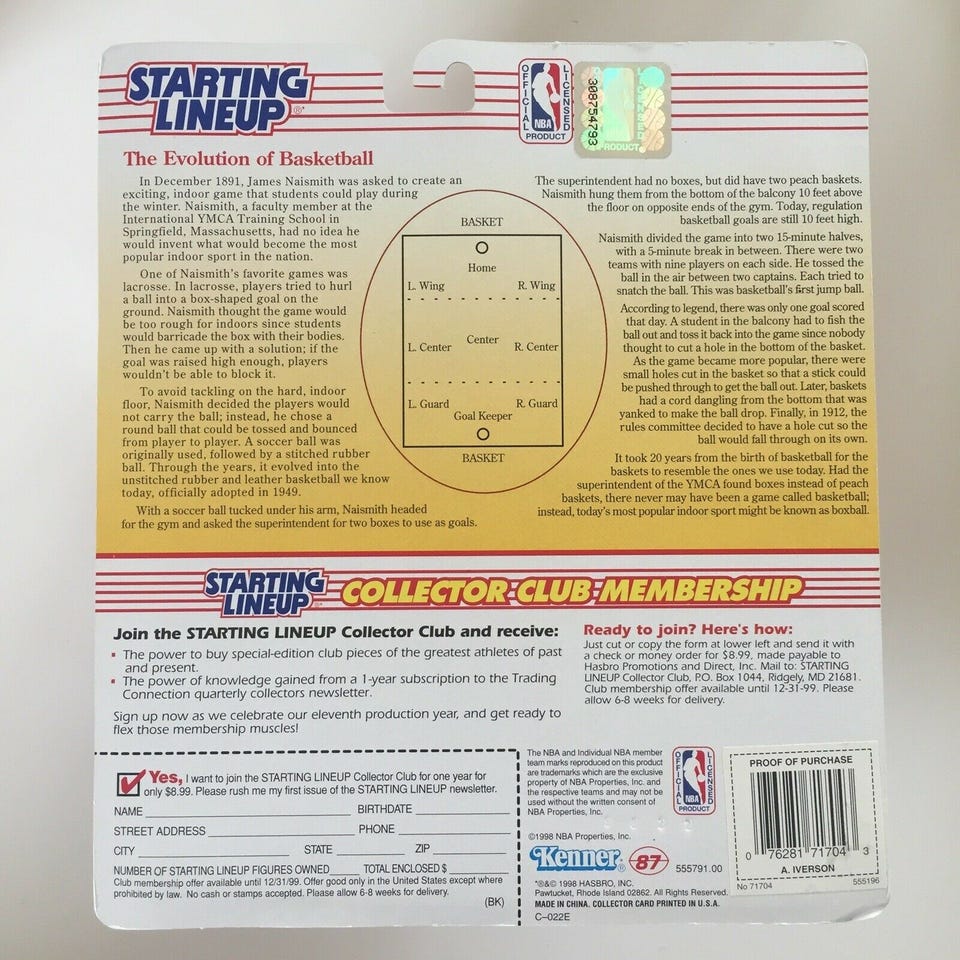 STARTING
LINEUP®
OFFICIAL
LICENSED
NBA
PRODUCT
308754793
LICENSED
PRODUCT
The Evolution of Basketball
In December 1891, James Naismith was asked to create an
exciting, indoor game that students could play during
the winter. Naismith, a faculty member at the
International YMCA Training School in
Springfield, Massachusetts, had no idea he
would invent what would become the most
popular indoor sport in the nation.
One of Naismith's favorite games was
lacrosse. In lacrosse, players tried to hurl
a ball into a box-shaped goal on the
ground. Naismith thought the game would
be too rough for indoors since students
would barricade the box with their bodies.
Then he came up with a solution; if the
goal was raised high enough, players
wouldn't be able to block it.
To avoid tackling on the hard, indoor
floor, Naismith decided the players would
not carry the ball; instead, he chose a
round ball that could be tossed and bounced
from player to player. A soccer ball was
originally used, followed by a stitched rubber
ball. Through the years, it evolved into the
unstitched rubber and leather basketball we know
today, officially adopted in 1949.
With a soccer ball tucked under his arm, Naismith headed
for the gym and asked the superintendent for two boxes to use as goals.
BASKET
Home
L. Wing R. Wing
L. Center Center R. Center
L. Guard R. Guard
Goal Keeper
BASKET
The superintendent had no boxes, but did have two peach baskets.
Naismith hung them from the bottom of the balcony 10 feet above
the floor on opposite ends of the gym. Today, regulation
basketball goals are still 10 feet high.
Naismith divided the game into two 15-minute halves,
with a 5-minute break in between. There were two
teams with nine players on each side. He tossed the
ball in the air between two captains. Each tried to
snatch the ball. This was basketball's first jump ball.
According to legend, there was only one goal scored
that day. A student in the balcony had to fish the
ball out and toss it back into the game since nobody
thought to cut a hole in the bottom of the basket.
As the game became more popular, there were
small holes cut in the basket so that a stick could
be pushed through to get the ball out. Later, baskets
had a cord dangling from the bottom that was
yanked to make the ball drop. Finally, in 1912, the
rules committee decided to have a hole cut so the
ball would fall through on its own.
It took 20 years from the birth of basketball for the
baskets to resemble the ones we use today. Had the
superintendent of the YMCA found boxes instead of peach
baskets, there never may have been a game called basketball;
instead, today's most popular indoor sport might be known as boxball.
STARTING
LINEUP® COLLECTOR CLUB MEMBERSHIP
Join the STARTING LINEUP Collector Club and receive:
▪ The power to buy special-edition club pieces of the greatest athletes of past
and present.
▪ The power of knowledge gained from a 1-year subscription to the Trading
Connection quarterly collectors newsletter.
Sign up now as we celebrate our eleventh production year, and get ready to
flex those membership muscles!
Ready to join? Here's how:
Just cut or copy the form at lower left and send it with
a check or money order for $8.99, made payable to
Hasbro Promotions and Direct, Inc. Mail to: STARTING
LINEUP Collector Club, P.O. Box 1044, Ridgely, MD 21681.
Club membership offer available until 12-31-99. Please
allow 6-8 weeks for delivery.
Yes, I want to join the STARTING LINEUP Collector Club for one year for
only $8.99. Please rush me my first issue of the STARTING LINEUP newsletter.
NAME BIRTHDATE
STREET ADDRESS PHONE
CITY STATE ZIP
NUMBER OF STARTING LINEUP FIGURES OWNED TOTAL ENCLOSED $
Club membership offer available until 12/31/99. Offer good only in the United States except where
prohibited by law. No cash or stamps accepted. Please allow 6-8 weeks for delivery.
(BK)
The NBA and Individual NBA member
team marks reproduced on this product
are trademarks which are the exclusive
property of NBA Properties, Inc. and
the respective teams and may not be
used without the written consent of
NBA Properties, Inc.
©1998 NBA Properties, Inc.
OFFICIAL
LICENSED
NBA
PRODUCT
Kenner® 87 555791.00
*®&© 1998 HASBRO, INC.
Pawtucket, Rhode Island 02862. All Rights Reserved.
MADE IN CHINA. COLLECTOR CARD PRINTED IN U.S.A.
C–022E
PROOF OF PURCHASE
0 76281 71704 3
A. IVERSON
No 71704 555196